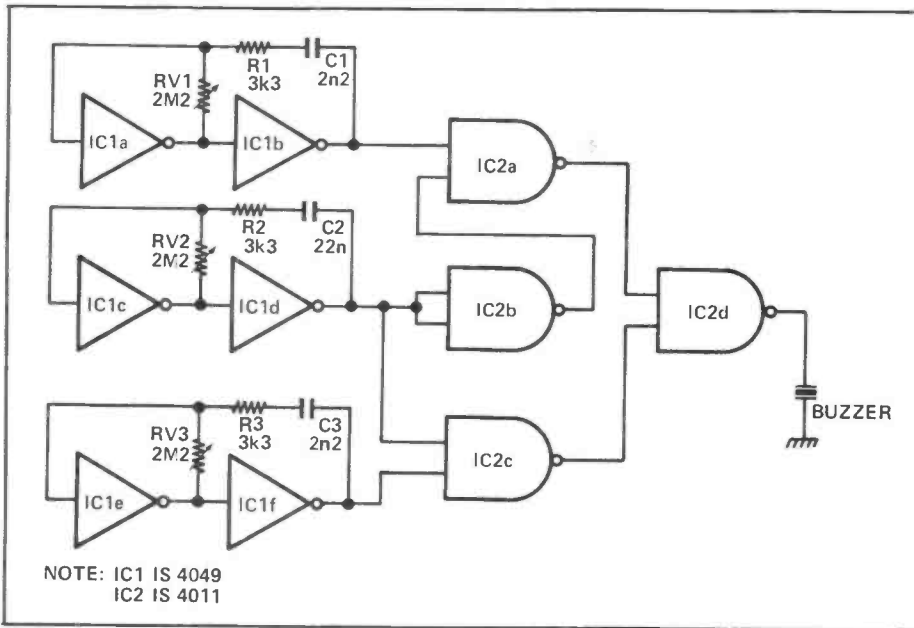 R1
3k3
C1
2n2
RV1
2M2
IC1a
IC1b
IC2a
R2
3k3
C2
22n
RV2
2M2
IC1c
IC1d
IC2b
IC2d
BUZZER
R3
3k3
C3
2n2
RV3
2M2
IC1e
IC1f
IC2c
NOTE: IC1 IS 4049
IC2 IS 4011